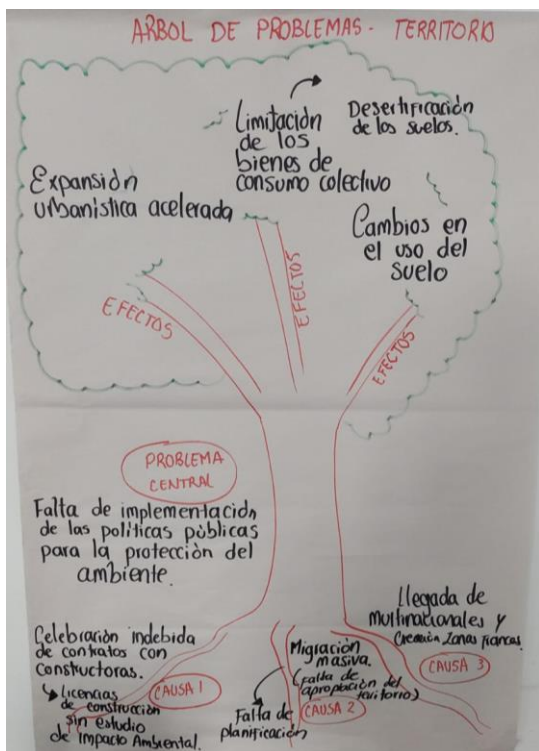 ARBOL DE PROBLEMAS - TERRITORIO
Limitación
de los
bienes de
consumo colectivo
Desertificación
de los suelos.
Expansión
urbanística acelerada
Cambios en
el uso del
suelo
EFECTOS
EFECTOS
EFECTOS
PROBLEMA
CENTRAL
Falta de implementación
de las políticas públicas
para la protección del
ambiente.
Celebración indebida
de contratos con
constructoras.
Licencias
de construcción
sin estudio
de Impacto Ambiental.
CAUSA 1
Migración
masiva.
(Falta de
apropiación del
territorio)
CAUSA 2
Falta de
planificación
Llegada de
multinacionales y
Creación Zonas Francas.
CAUSA 3